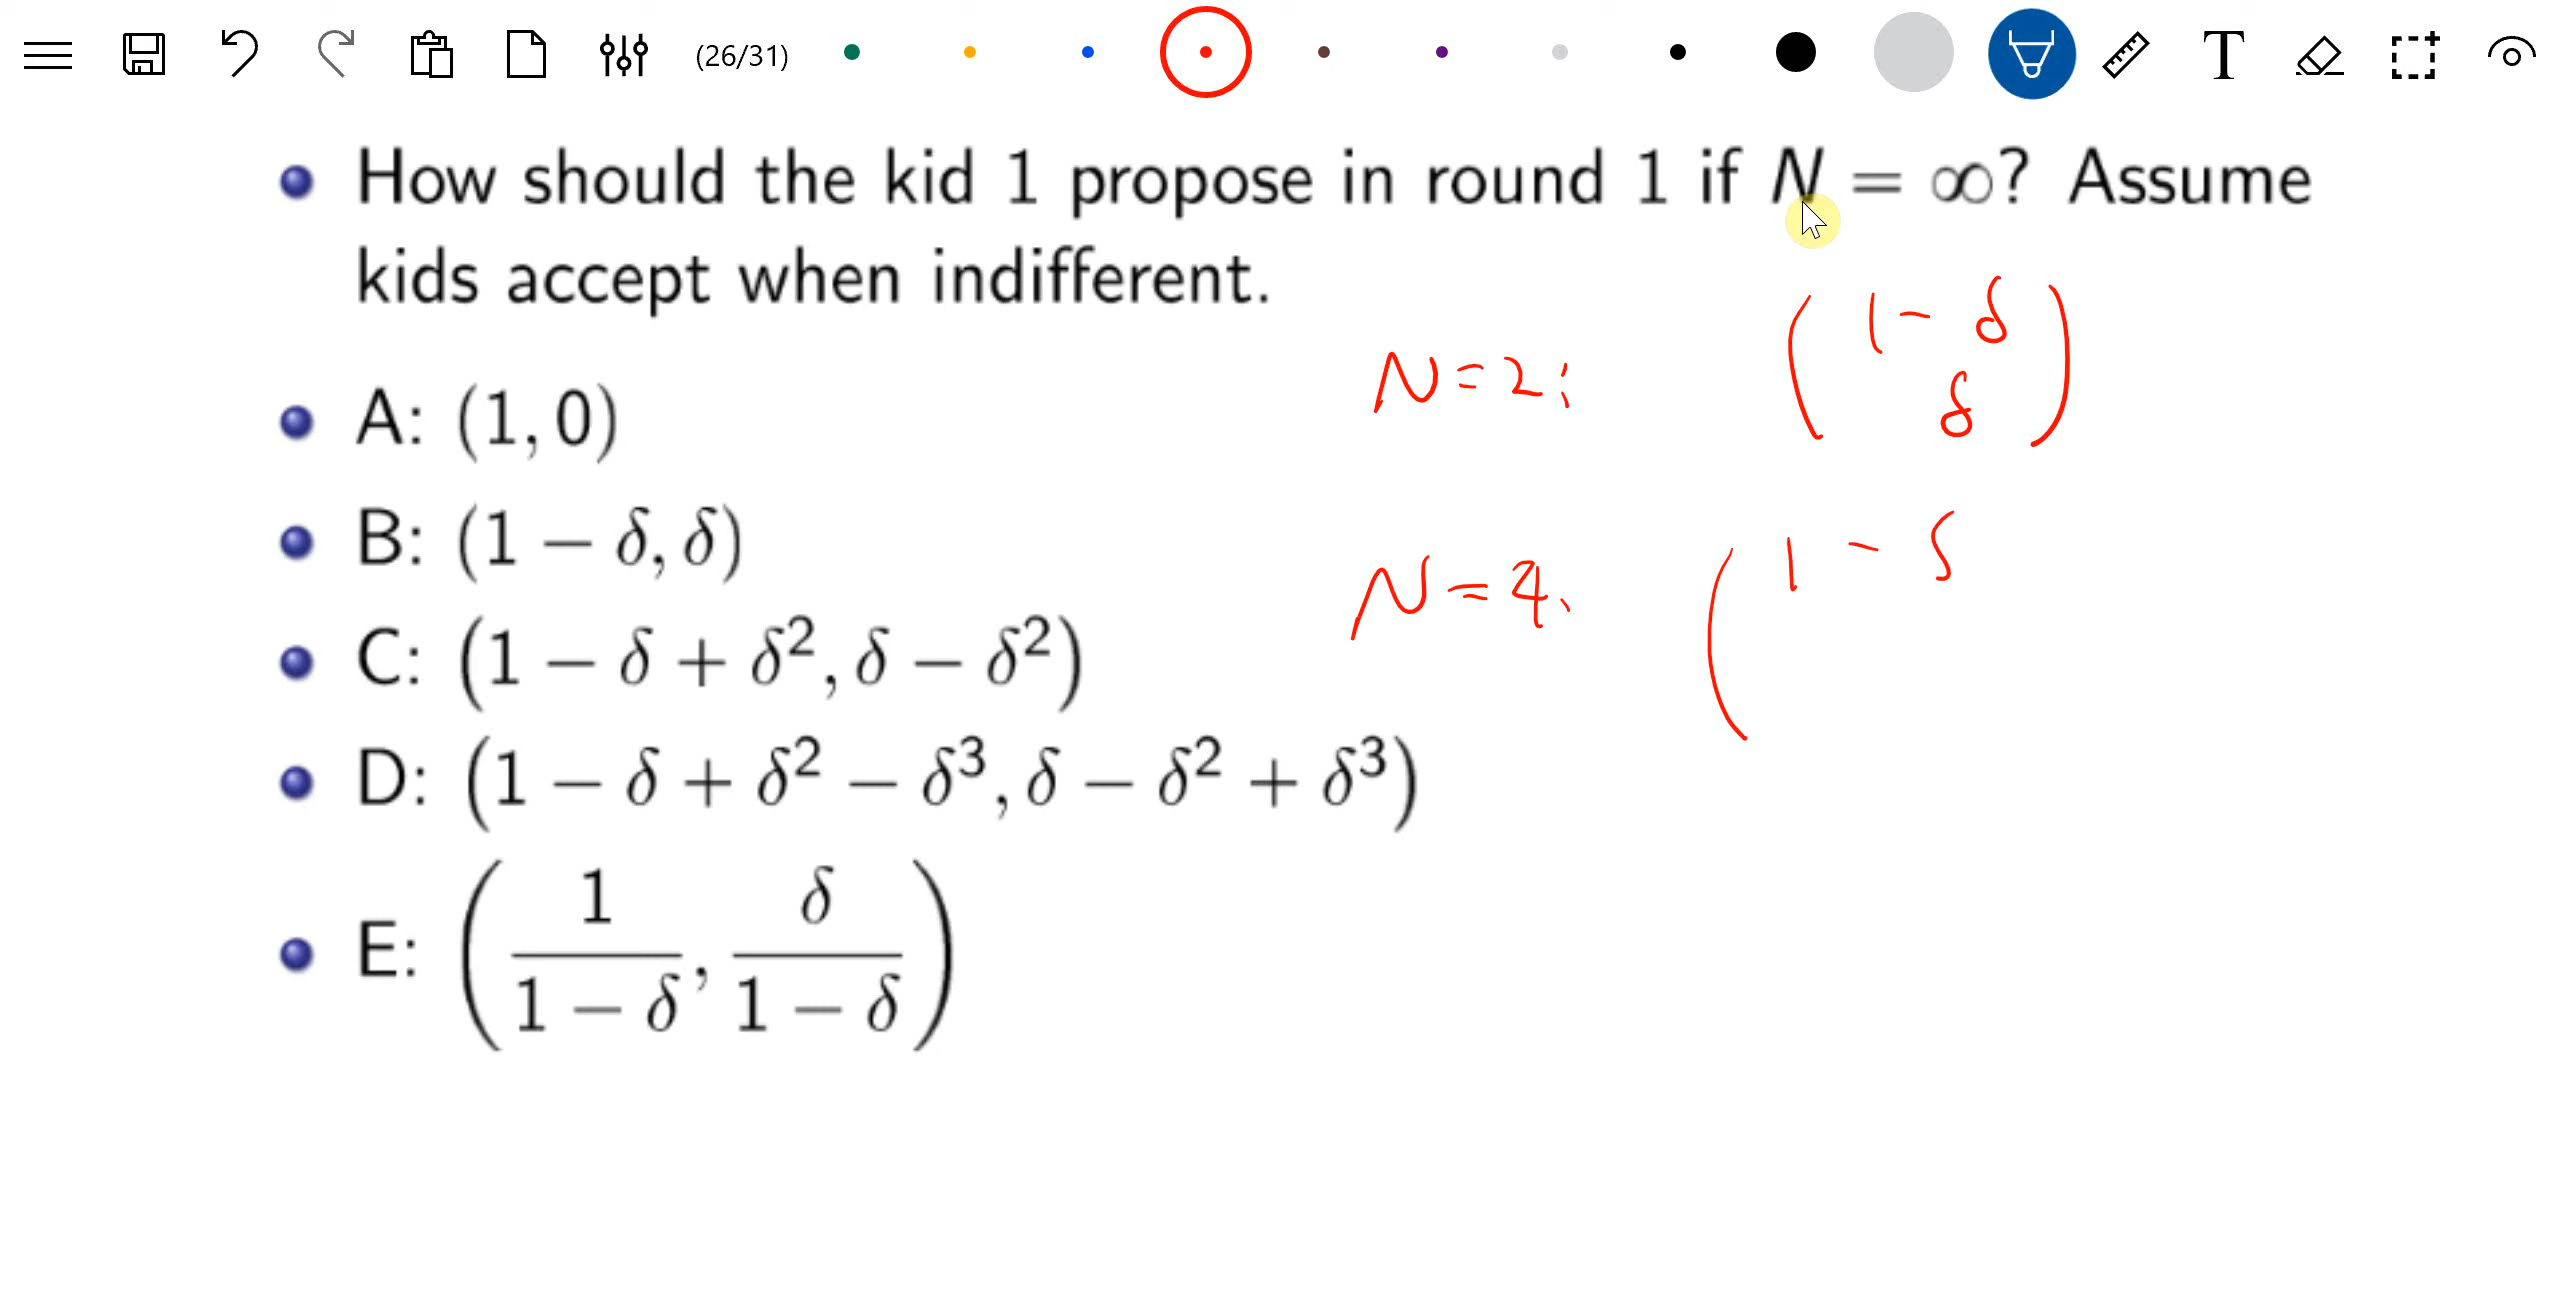 (26/31)
T
How should the kid 1 propose in round 1 if N = ∞? Assume
kids accept when indifferent.
N = 2: (1 - δ
δ)
A: (1, 0)
B: (1 − δ, δ)
N = 4: (1 - δ
C: (1 − δ + δ², δ − δ²)
D: (1 − δ + δ² − δ³, δ − δ² + δ³)
E: (1/(1 − δ), δ/(1 − δ))